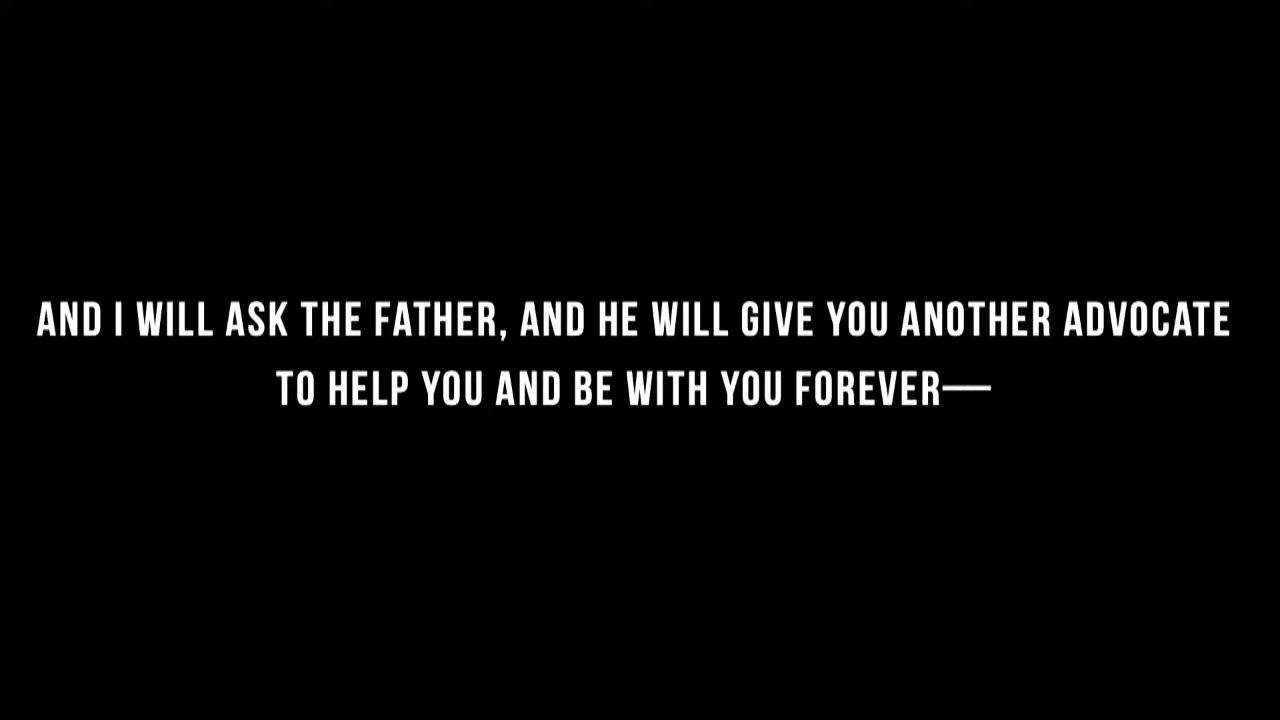 AND I WILL ASK THE FATHER, AND HE WILL GIVE YOU ANOTHER ADVOCATE
TO HELP YOU AND BE WITH YOU FOREVER—